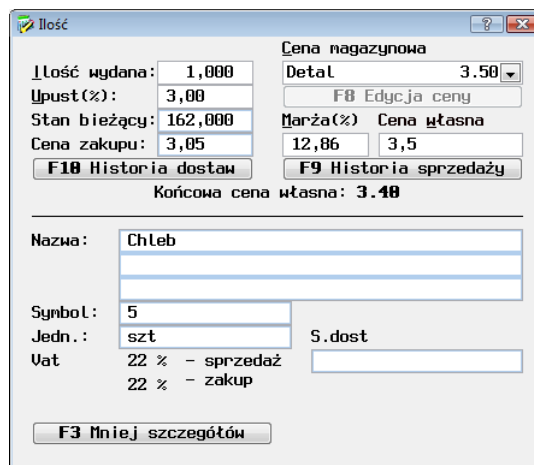 Ilość
Cena magazynowa
Ilość wydana: 1,000 Detal 3.50
Upust(%): 3,00 F8 Edycja ceny
Stan bieżący: 162,000 Marża(%) Cena własna
Cena zakupu: 3,05 12,86 3,5
F10 Historia dostaw F9 Historia sprzedaży
Końcowa cena własna: 3.40
Nazwa: Chleb
Symbol: 5
Jedn.: szt S.dost
Vat 22 % - sprzedaż
22 % - zakup
F3 Mniej szczegółów